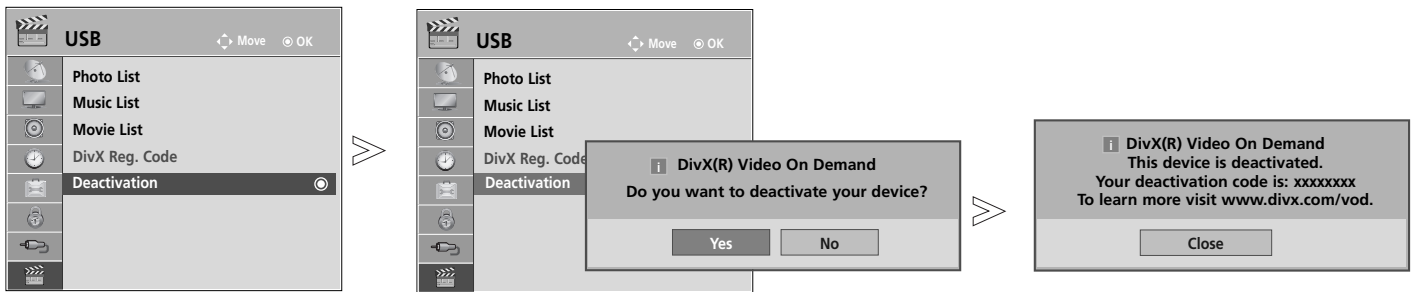 USB
Move OK
Photo List
Music List
Movie List
DivX Reg. Code
Deactivation
USB
Move OK
Photo List
Music List
Movie List
DivX Reg. Code
Deactivation
i DivX(R) Video On Demand
Do you want to deactivate your device?
Yes No
i DivX(R) Video On Demand
This device is deactivated.
Your deactivation code is: xxxxxxxx
To learn more visit www.divx.com/vod.
Close